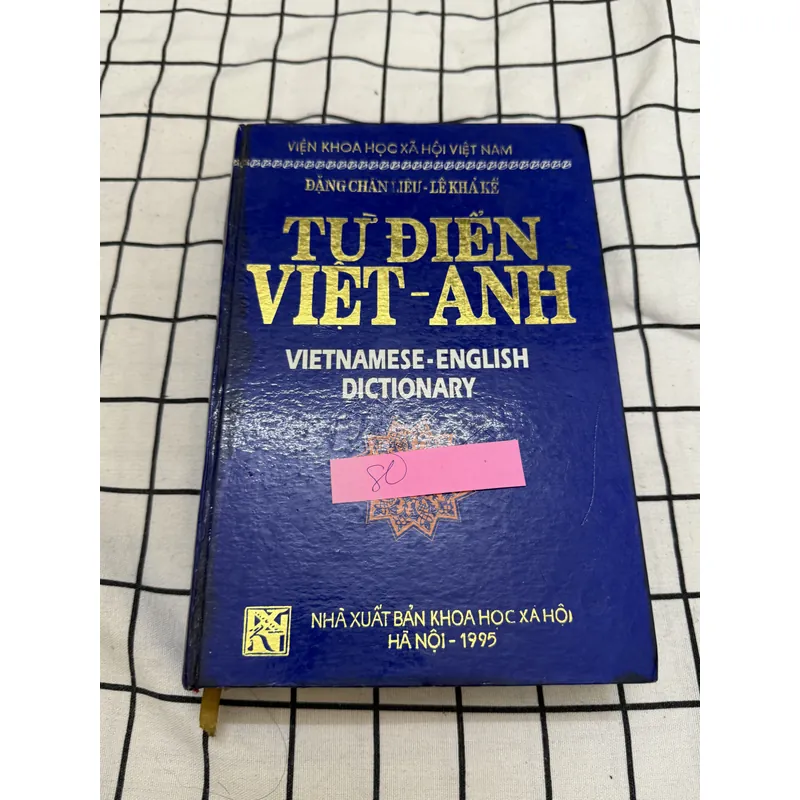 VIỆN KHOA HỌC XÃ HỘI VIỆT NAM
ĐẶNG CHẤN LIÊU - LÊ KHẢ KẾ
TỪ ĐIỂN
VIỆT - ANH
VIETNAMESE - ENGLISH
DICTIONARY
80
NHÀ XUẤT BẢN KHOA HỌC XÃ HỘI
HÀ NỘI - 1995